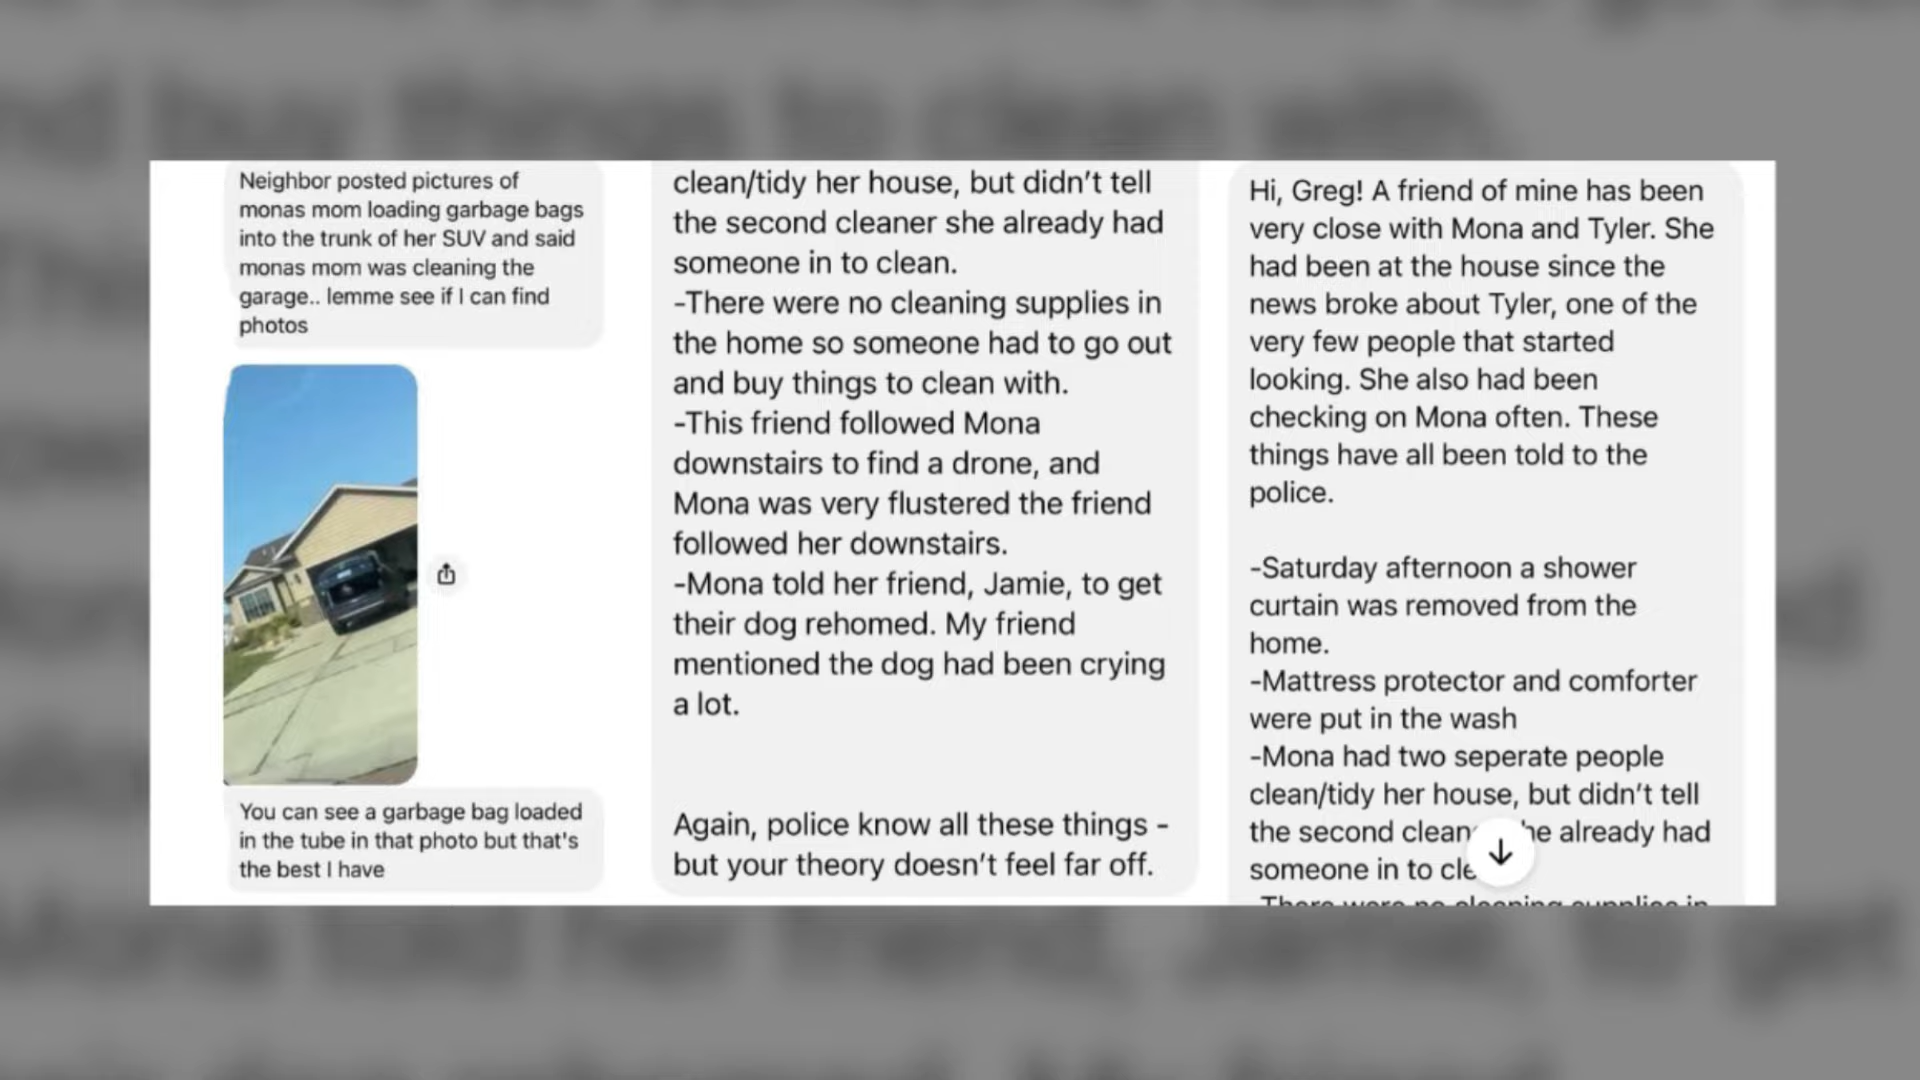 Neighbor posted pictures of
monas mom loading garbage bags
into the trunk of her SUV and said
monas mom was cleaning the
garage.. lemme see if I can find
photos
You can see a garbage bag loaded
in the tube in that photo but that's
the best I have
clean/tidy her house, but didn't tell
the second cleaner she already had
someone in to clean.
-There were no cleaning supplies in
the home so someone had to go out
and buy things to clean with.
-This friend followed Mona
downstairs to find a drone, and
Mona was very flustered the friend
followed her downstairs.
-Mona told her friend, Jamie, to get
their dog rehomed. My friend
mentioned the dog had been crying
a lot.
Again, police know all these things -
but your theory doesn't feel far off.
Hi, Greg! A friend of mine has been
very close with Mona and Tyler. She
had been at the house since the
news broke about Tyler, one of the
very few people that started
looking. She also had been
checking on Mona often. These
things have all been told to the
police.
-Saturday afternoon a shower
curtain was removed from the
home.
-Mattress protector and comforter
were put in the wash
-Mona had two seperate people
clean/tidy her house, but didn't tell
the second clean he already had
someone in to cle
-There were no cleaning supplies in